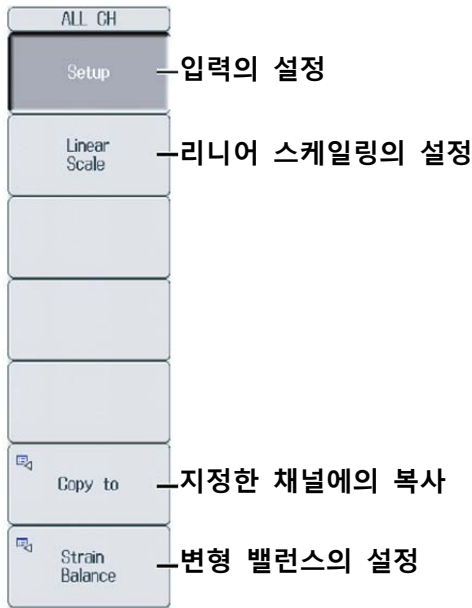 ALL CH
Setup
입력의 설정
Linear
Scale
리니어 스케일링의 설정
Copy to
지정한 채널에의 복사
Strain
Balance
변형 밸런스의 설정